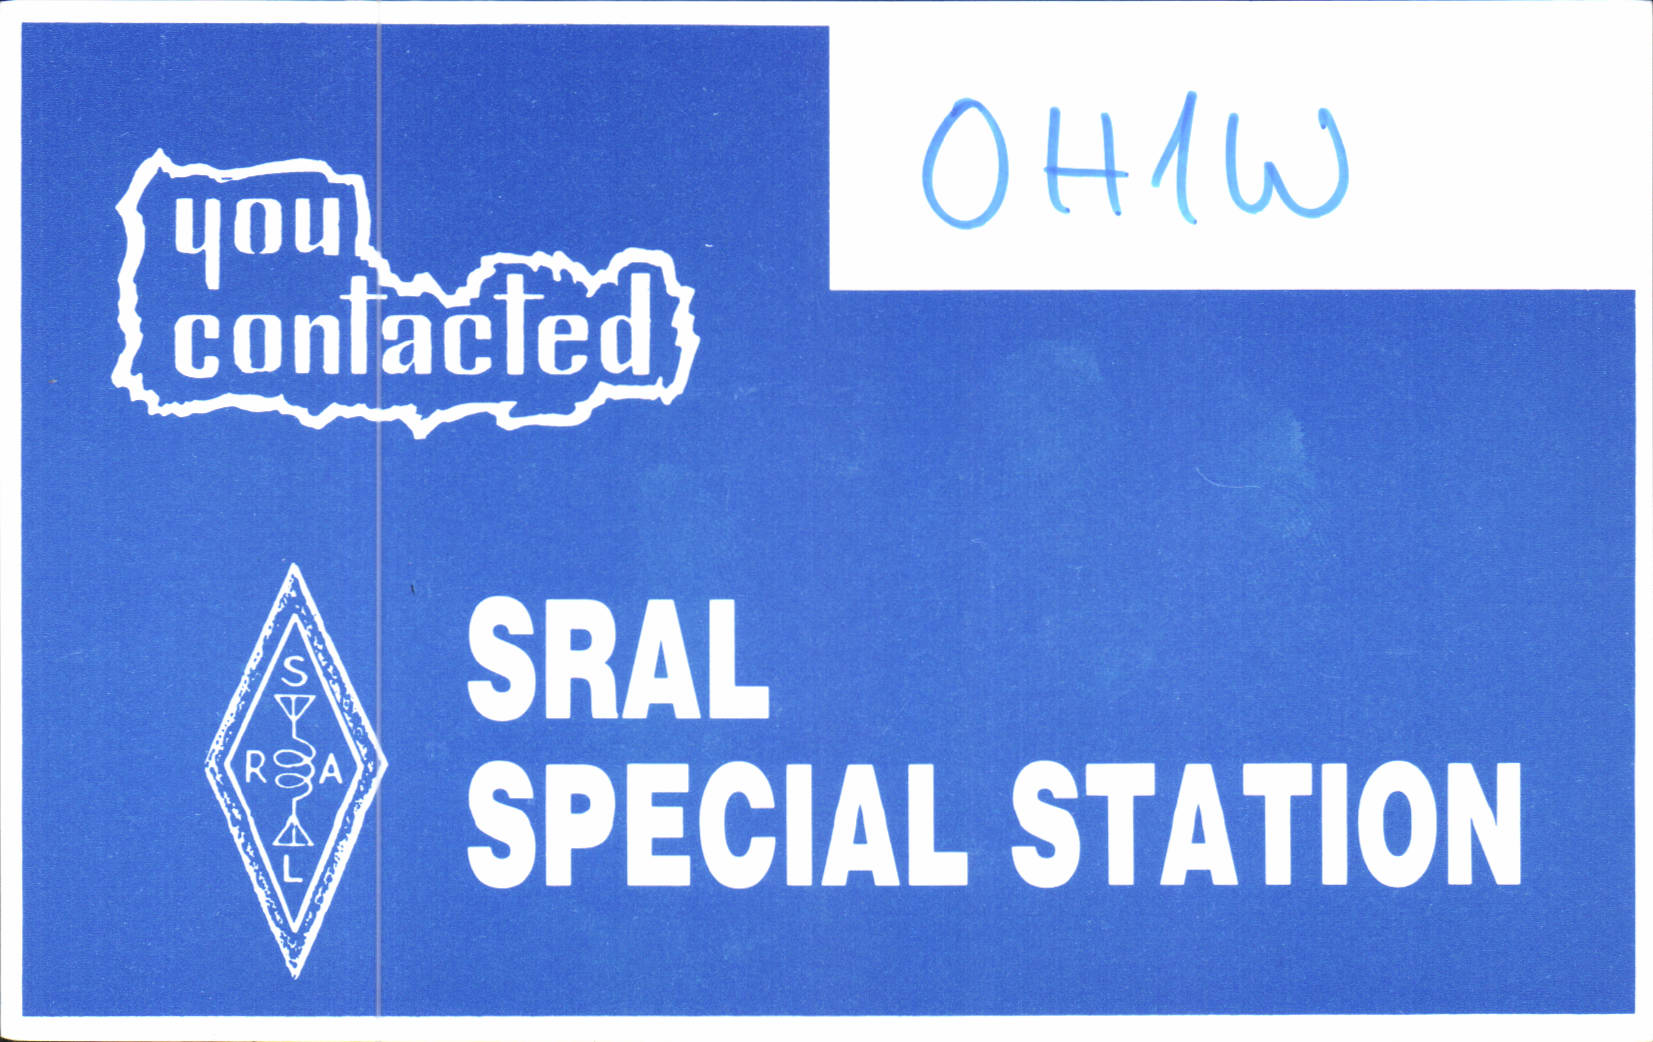 OH1W
you
contacted
S
R A
L
SRAL
SPECIAL STATION